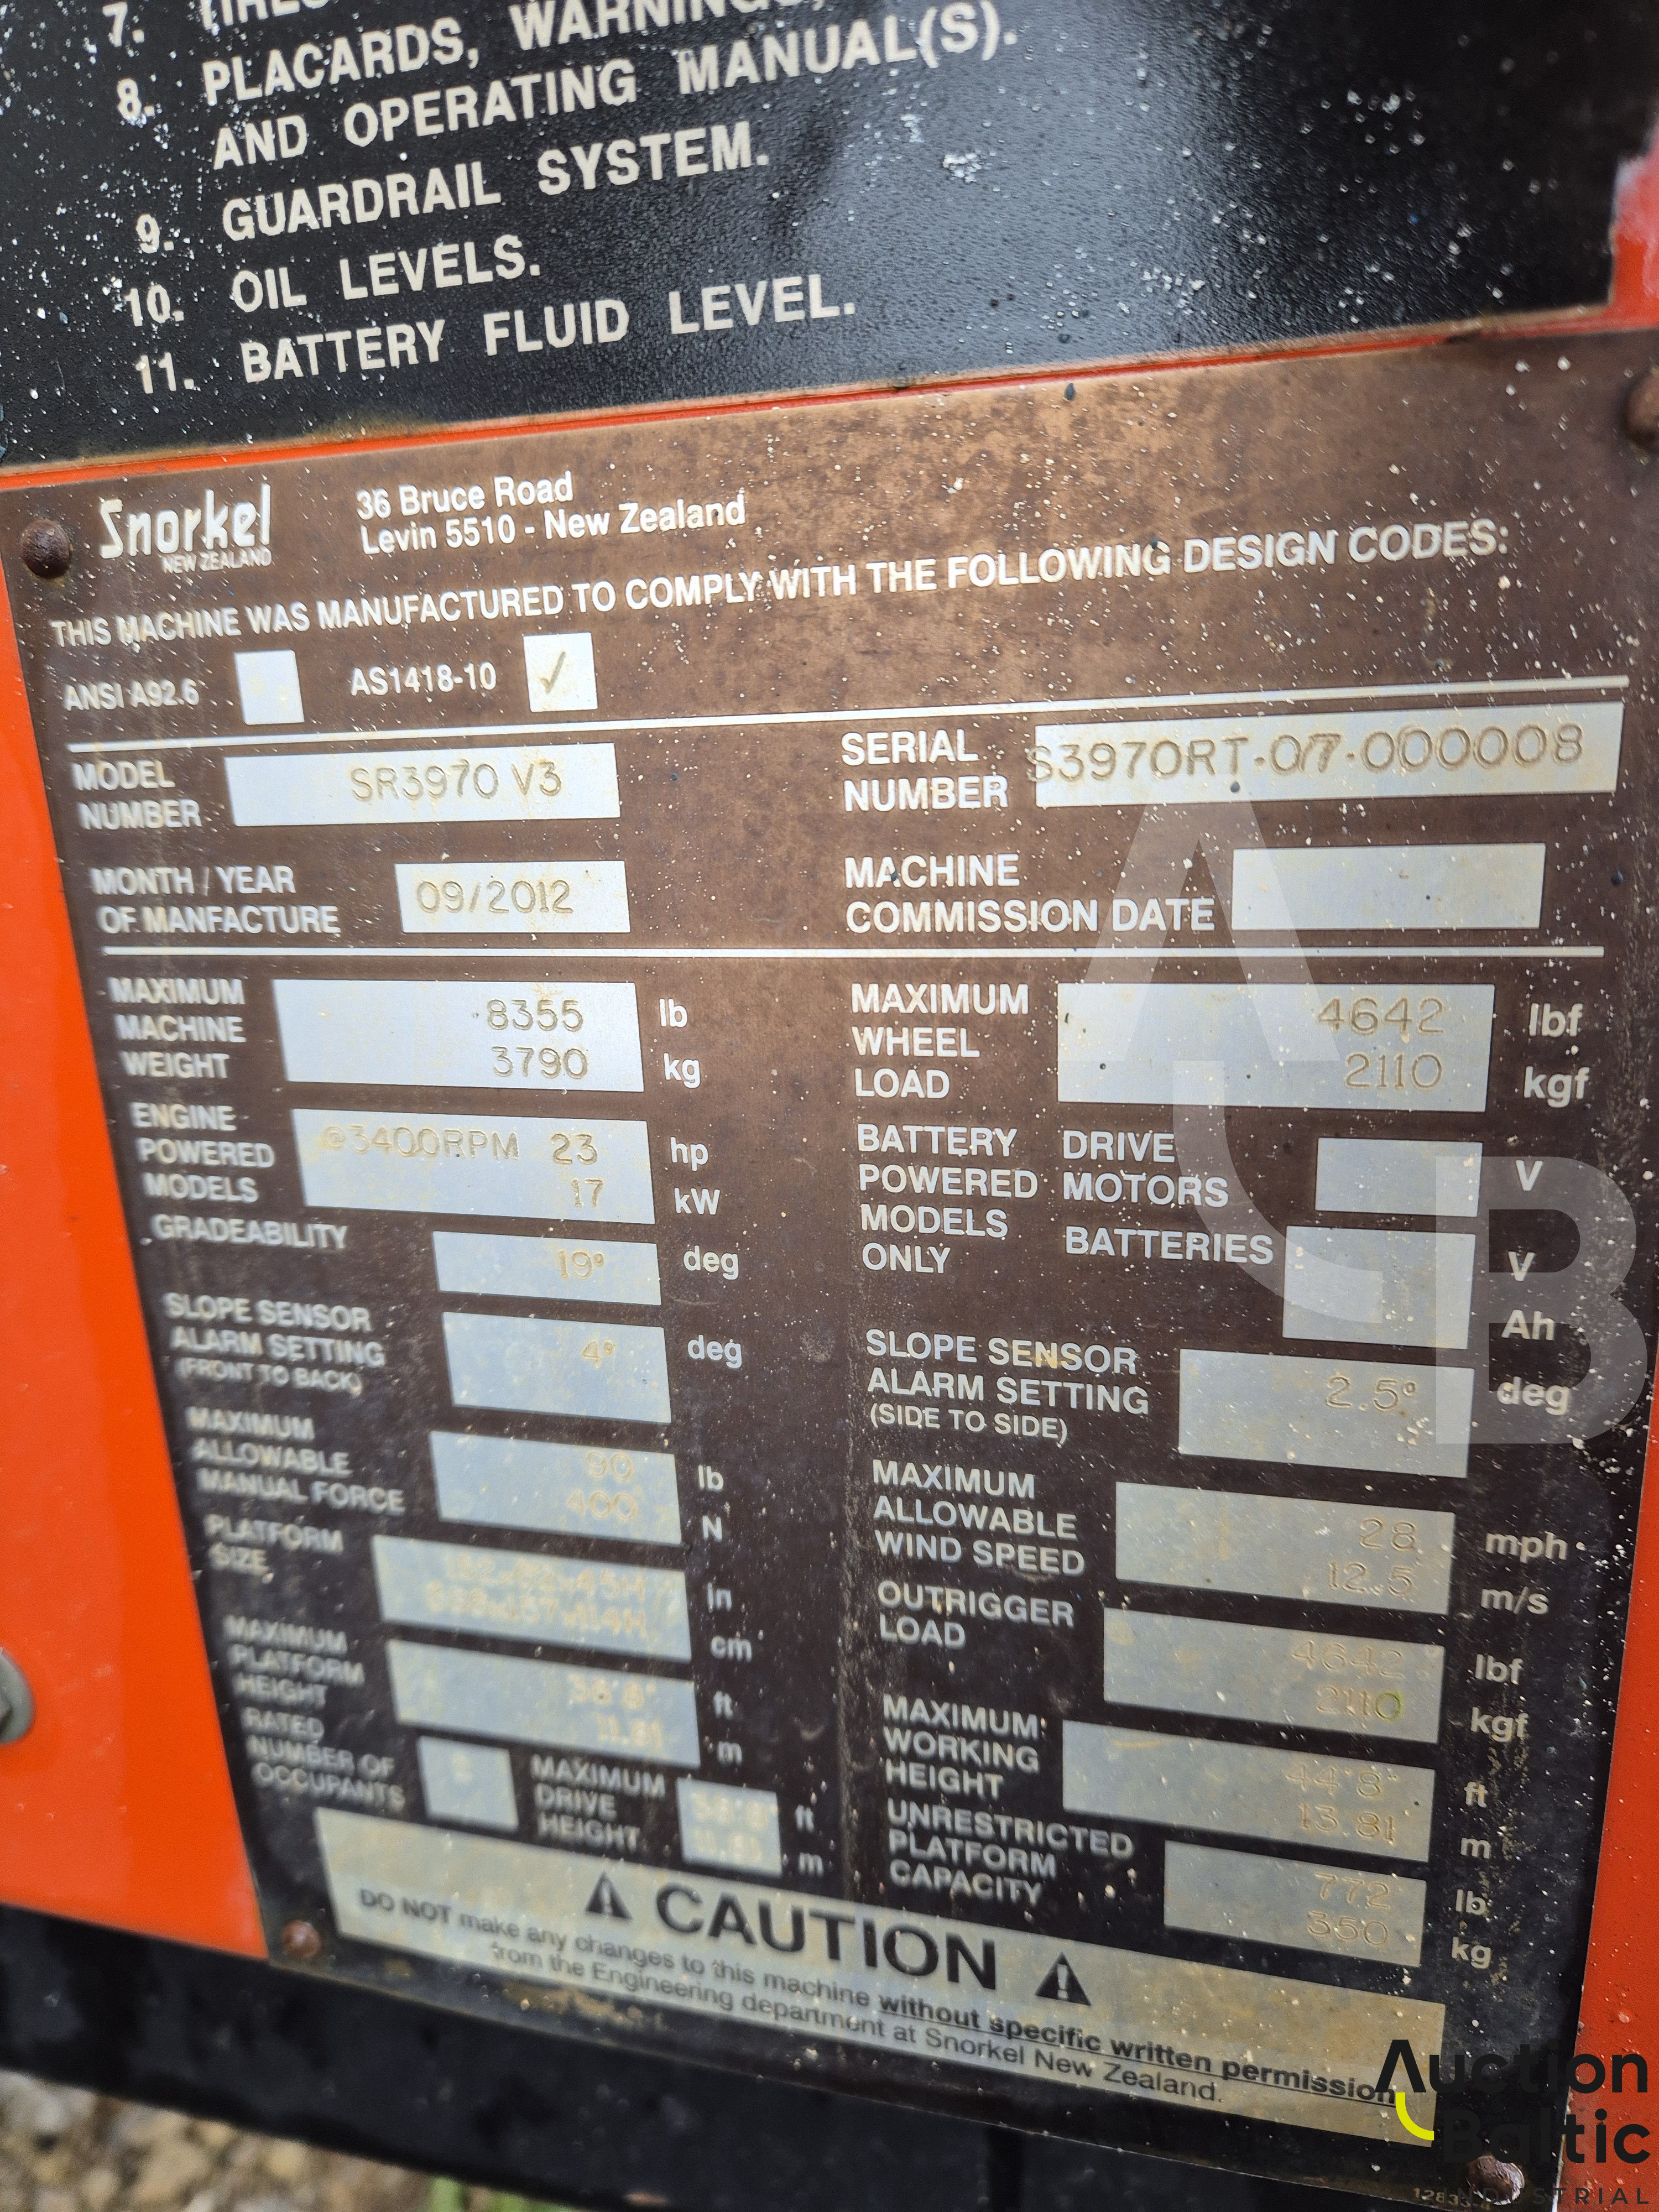 7.
8. PLACARDS, WARNINGS,
AND OPERATING MANUAL(S).
9. GUARDRAIL SYSTEM.
10. OIL LEVELS.
11. BATTERY FLUID LEVEL.
Snorkel
NEW ZEALAND
36 Bruce Road
Levin 5510 - New Zealand
THIS MACHINE WAS MANUFACTURED TO COMPLY WITH THE FOLLOWING DESIGN CODES:
ANSI A92.6 AS1418-10 ✓
MODEL NUMBER SR3970 V3
SERIAL NUMBER S3970RT-07-000008
MONTH / YEAR OF MANFACTURE 09/2012
MACHINE COMMISSION DATE
MAXIMUM MACHINE WEIGHT 8355 lb
3790 kg
MAXIMUM WHEEL LOAD 4642 lbf
2110 kgf
ENGINE POWERED MODELS @3400RPM 23 hp
17 kW
BATTERY POWERED MODELS ONLY
DRIVE MOTORS V
BATTERIES V
Ah
GRADEABILITY 19° deg
SLOPE SENSOR ALARM SETTING (FRONT TO BACK) 4° deg
SLOPE SENSOR ALARM SETTING (SIDE TO SIDE) 2.5° deg
MAXIMUM ALLOWABLE MANUAL FORCE 90 lb
400 N
MAXIMUM ALLOWABLE WIND SPEED 28 mph
12.5 m/s
PLATFORM SIZE in
cm
OUTRIGGER LOAD 4642 lbf
2110 kgf
MAXIMUM PLATFORM HEIGHT ft
11.81 m
MAXIMUM WORKING HEIGHT 44'8" ft
13.81 m
RATED NUMBER OF OCCUPANTS
MAXIMUM DRIVE HEIGHT ft
m
UNRESTRICTED PLATFORM CAPACITY 772 lb
350 kg
CAUTION
DO NOT make any changes to this machine without specific written permission
from the Engineering department at Snorkel New Zealand.
Auction
Baltic
INDUSTRIAL